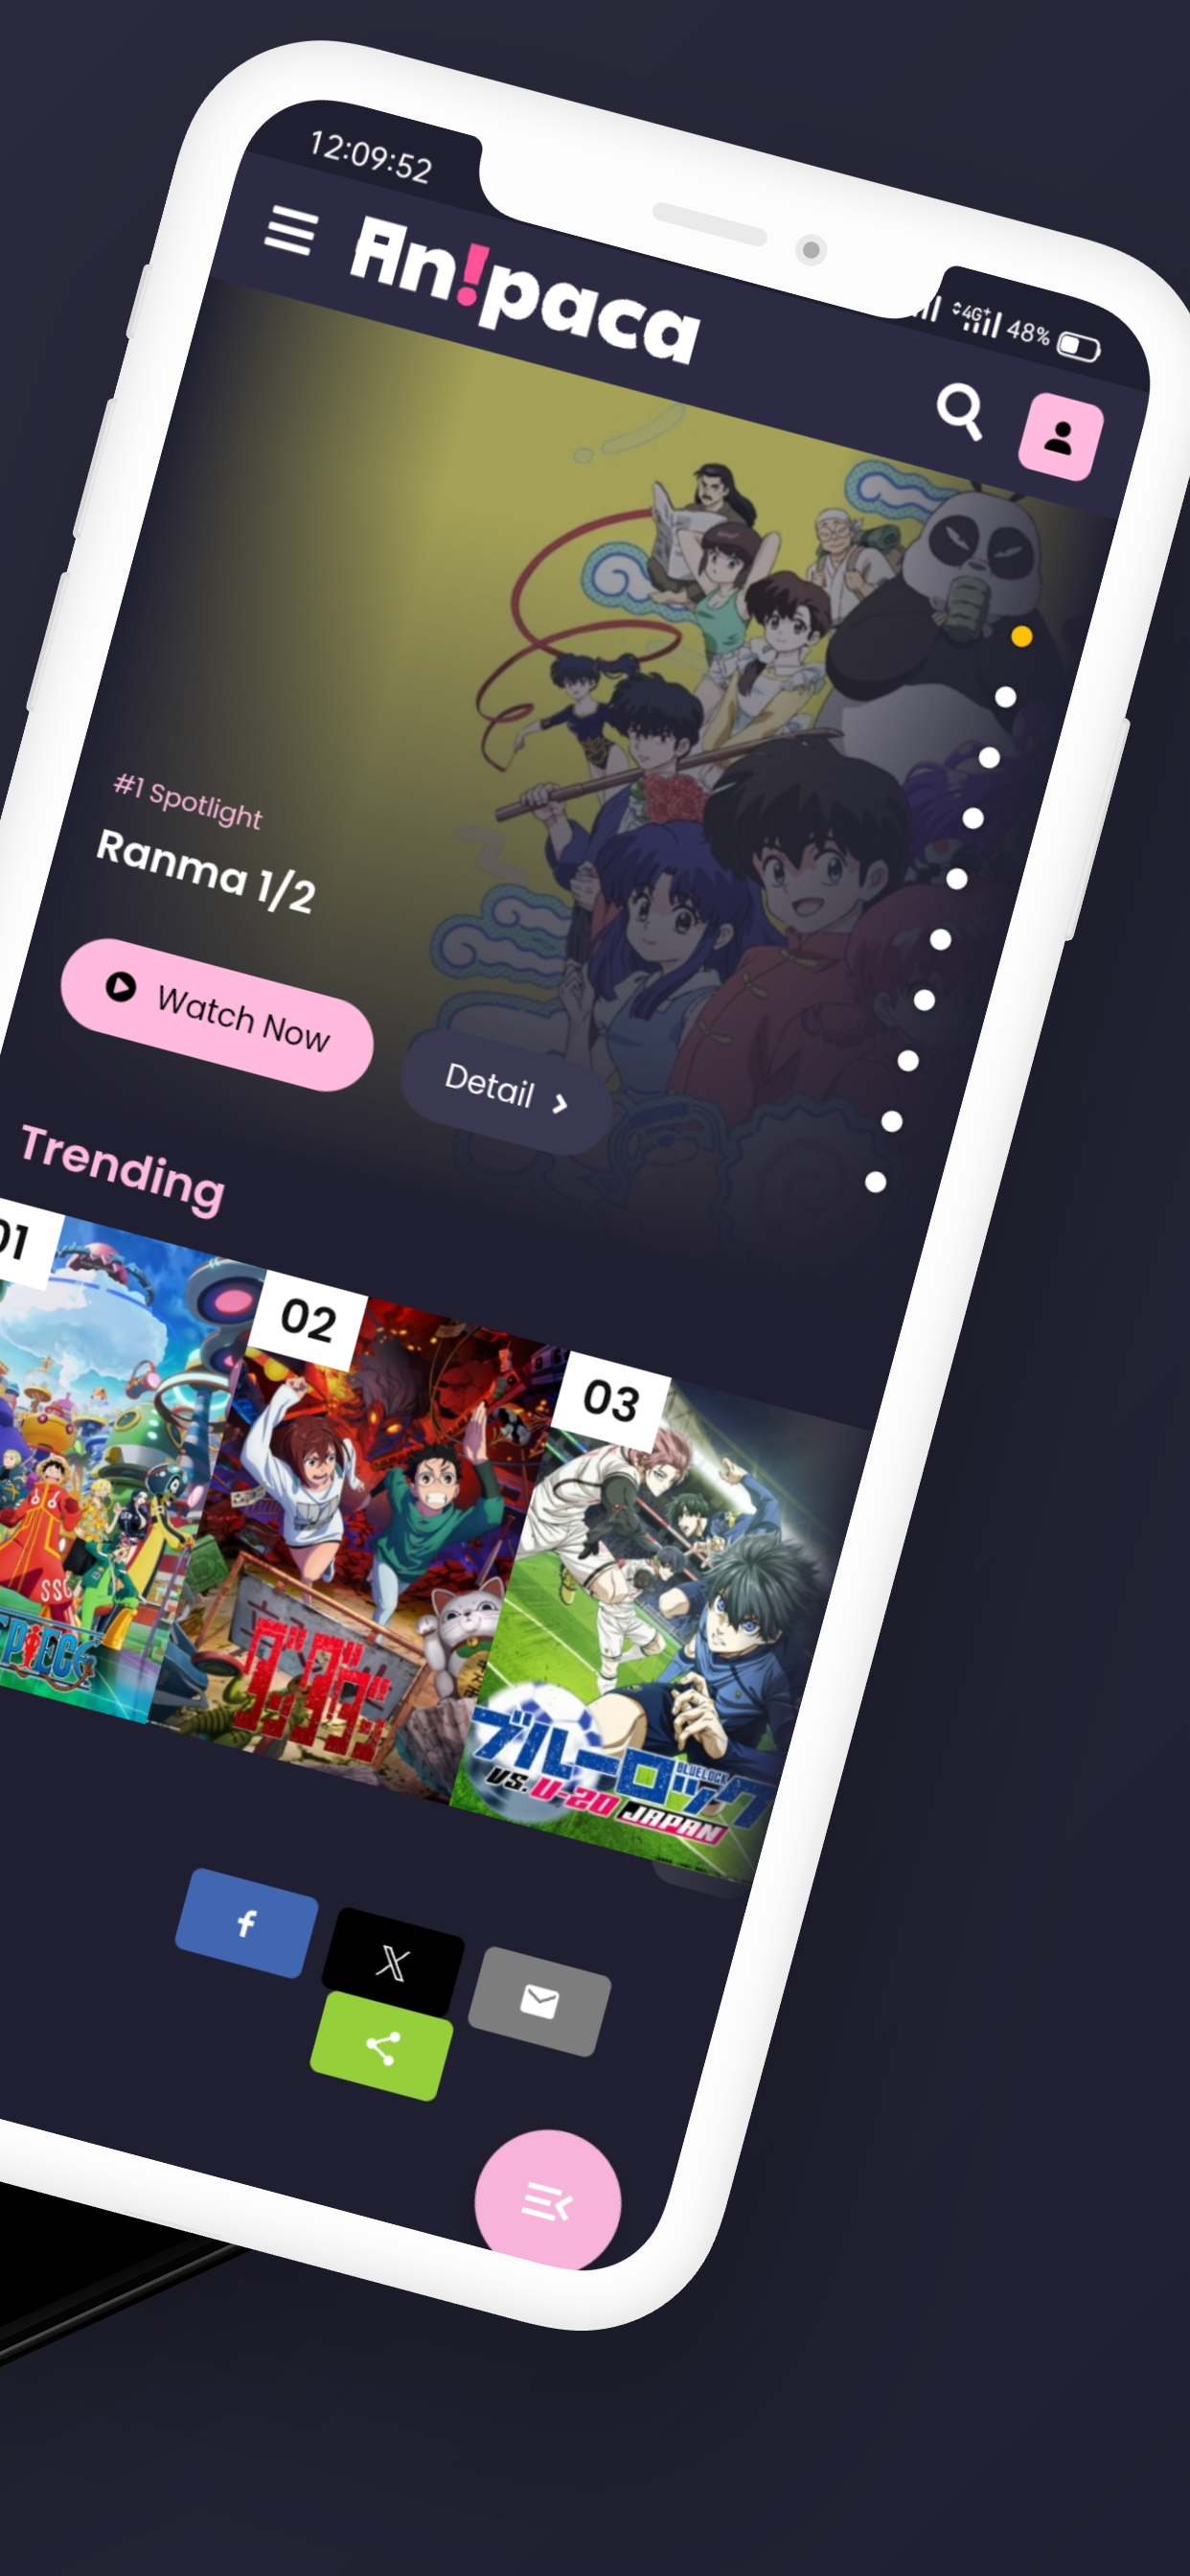 12:09:52
4G+ 48%
An!paca
#1 Spotlight
Ranma 1/2
Watch Now
Detail
Trending
01
02
03
SSG
PIECE
ダンダダン
ブルーロック
BLUELOCK
VS. U-20 JAPAN